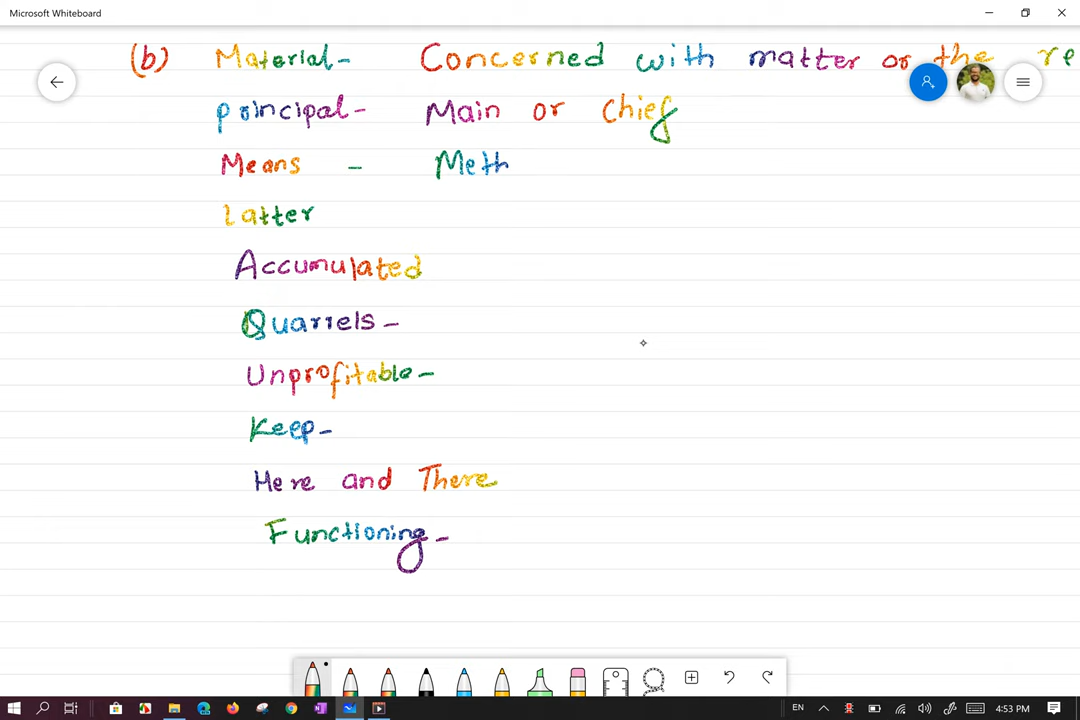 Microsoft Whiteboard
(b) Material- Concerned with matter or the re
principal- Main or Chief
Means - Meth
Latter
Accumulated
Quarrels -
Unprofitable -
Keep -
Here and There
Functioning -
EN 4:53 PM